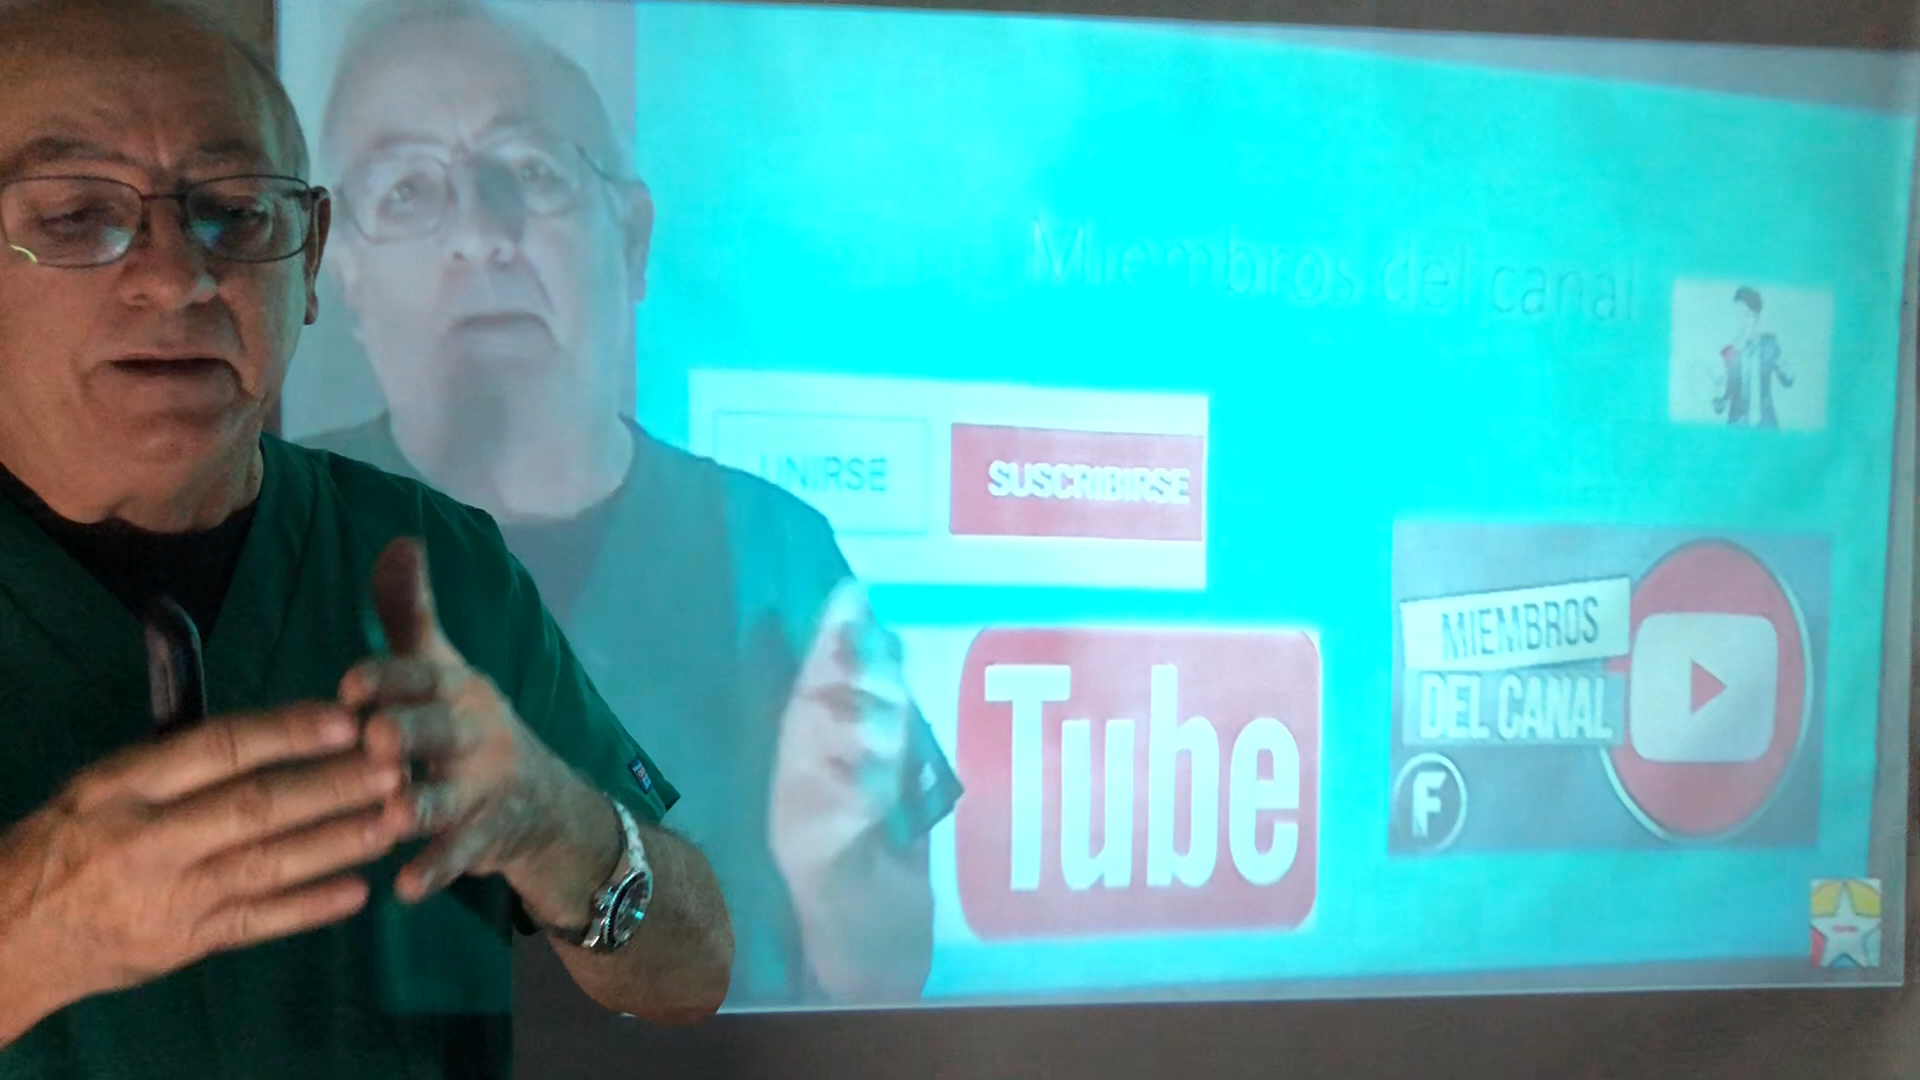 Miembros del canal
UNIRSE
SUSCRIBIRSE
Tube
MIEMBROS
DEL CANAL
F